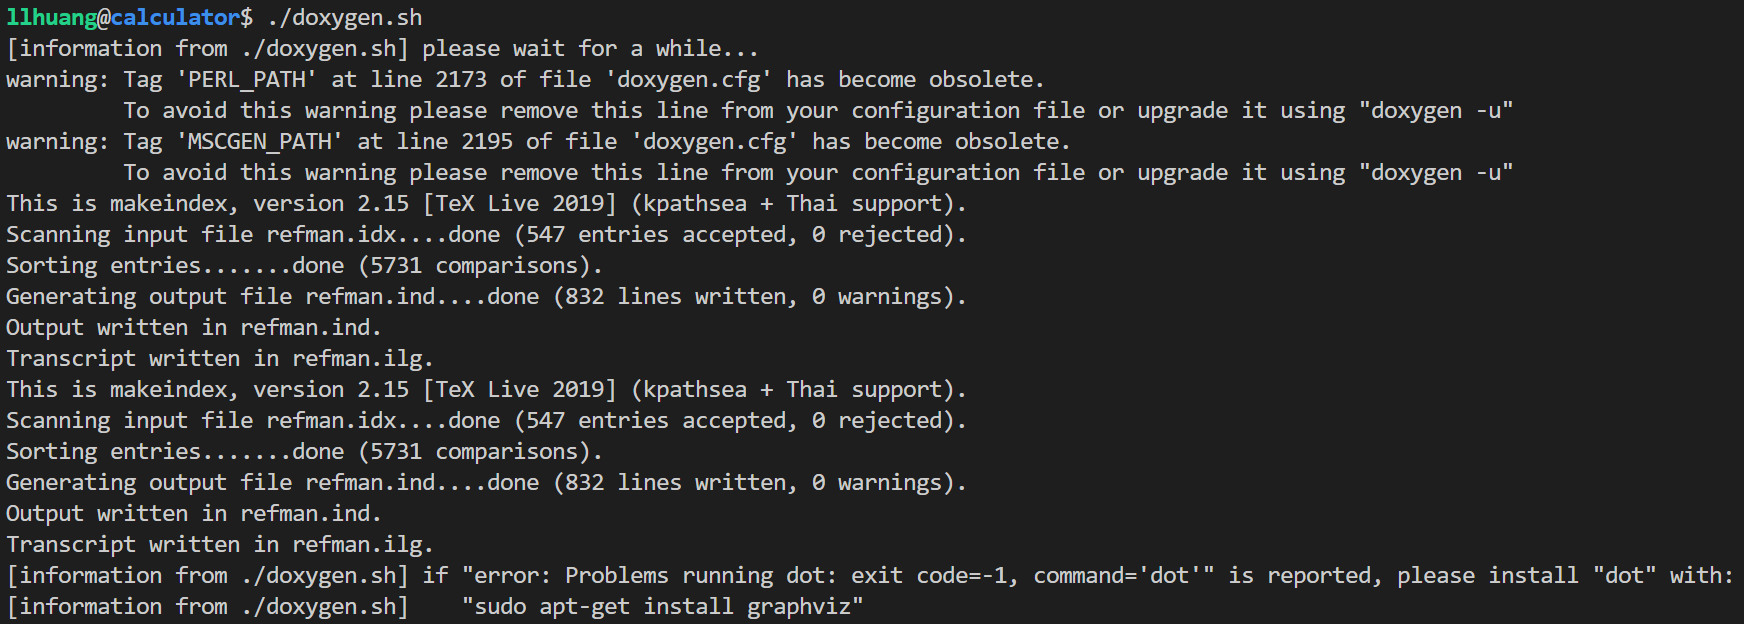 llhuang@calculator$ ./doxygen.sh
[information from ./doxygen.sh] please wait for a while...
warning: Tag 'PERL_PATH' at line 2173 of file 'doxygen.cfg' has become obsolete.
         To avoid this warning please remove this line from your configuration file or upgrade it using "doxygen -u"
warning: Tag 'MSCGEN_PATH' at line 2195 of file 'doxygen.cfg' has become obsolete.
         To avoid this warning please remove this line from your configuration file or upgrade it using "doxygen -u"
This is makeindex, version 2.15 [TeX Live 2019] (kpathsea + Thai support).
Scanning input file refman.idx....done (547 entries accepted, 0 rejected).
Sorting entries.......done (5731 comparisons).
Generating output file refman.ind....done (832 lines written, 0 warnings).
Output written in refman.ind.
Transcript written in refman.ilg.
This is makeindex, version 2.15 [TeX Live 2019] (kpathsea + Thai support).
Scanning input file refman.idx....done (547 entries accepted, 0 rejected).
Sorting entries.......done (5731 comparisons).
Generating output file refman.ind....done (832 lines written, 0 warnings).
Output written in refman.ind.
Transcript written in refman.ilg.
[information from ./doxygen.sh] if "error: Problems running dot: exit code=-1, command='dot'" is reported, please install "dot" with:
[information from ./doxygen.sh]    "sudo apt-get install graphviz"